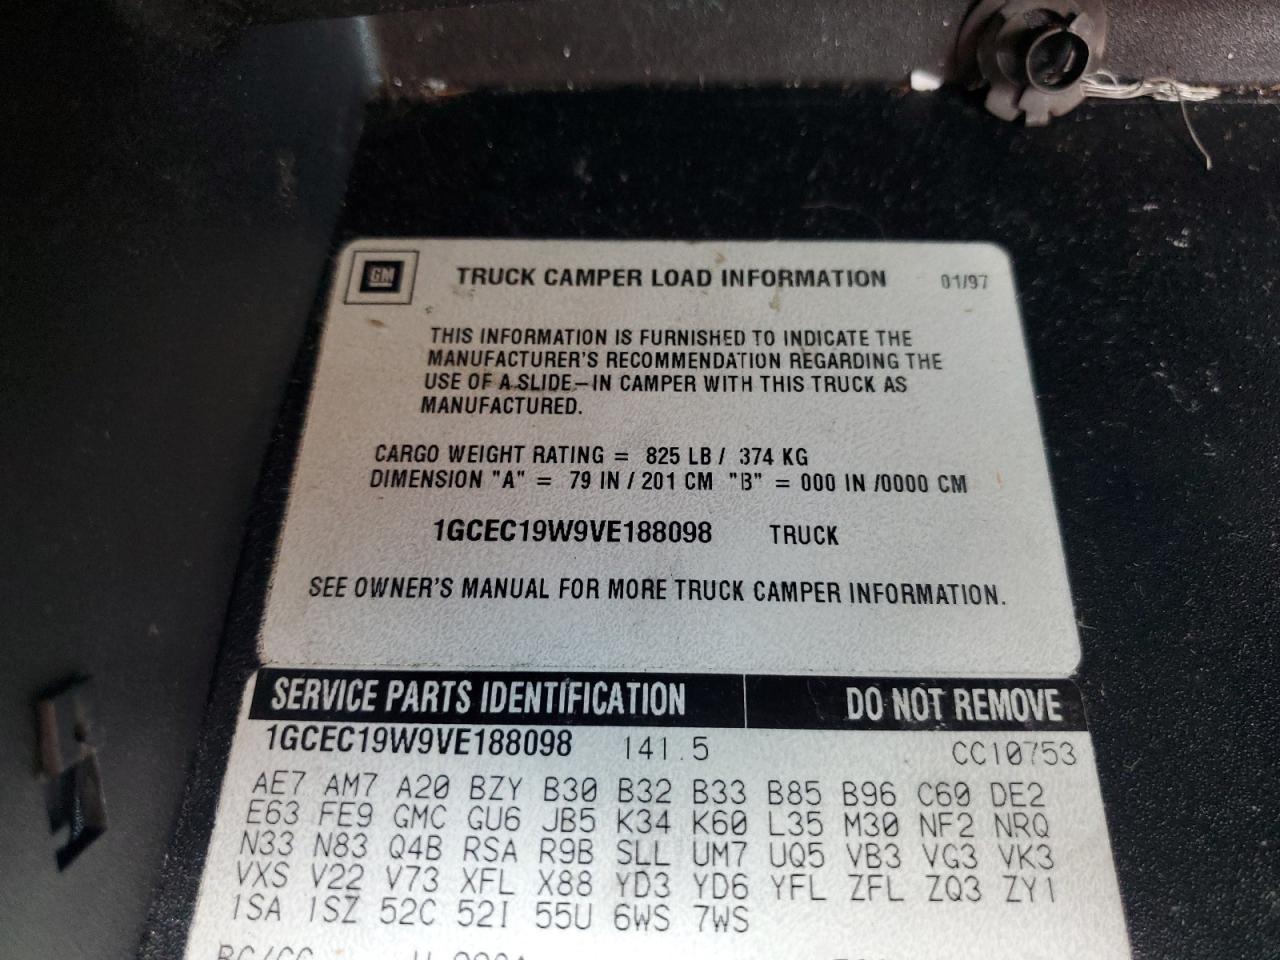 GM TRUCK CAMPER LOAD INFORMATION 01/97
THIS INFORMATION IS FURNISHED TO INDICATE THE
MANUFACTURER'S RECOMMENDATION REGARDING THE
USE OF A SLIDE-IN CAMPER WITH THIS TRUCK AS
MANUFACTURED.
CARGO WEIGHT RATING = 825 LB / 374 KG
DIMENSION "A" = 79 IN / 201 CM "B" = 000 IN /0000 CM
1GCEC19W9VE188098 TRUCK
SEE OWNER'S MANUAL FOR MORE TRUCK CAMPER INFORMATION.
SERVICE PARTS IDENTIFICATION DO NOT REMOVE
1GCEC19W9VE188098 141.5 CC10753
AE7 AM7 A20 BZY B30 B32 B33 B85 B96 C60 DE2
E63 FE9 GMC GU6 JB5 K34 K60 L35 M30 NF2 NRQ
N33 N83 Q4B RSA R9B SLL UM7 UQ5 VB3 VG3 VK3
VXS V22 V73 XFL X88 YD3 YD6 YFL ZFL ZQ3 ZY1
1SA 1SZ 52C 52I 55U 6WS 7WS
BC/CC